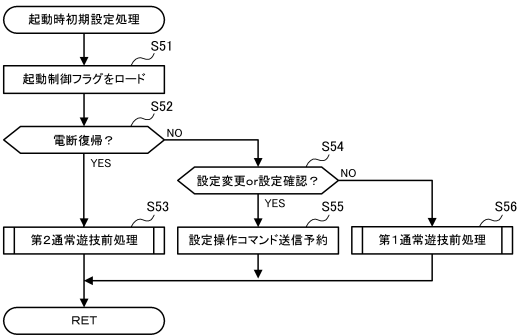 起動時初期設定処理
S51
起動制御フラグをロード
S52
電断復帰？
NO
YES
S54
設定変更or設定確認？
NO
YES
S53
第２通常遊技前処理
S55
設定操作コマンド送信予約
S56
第１通常遊技前処理
RET